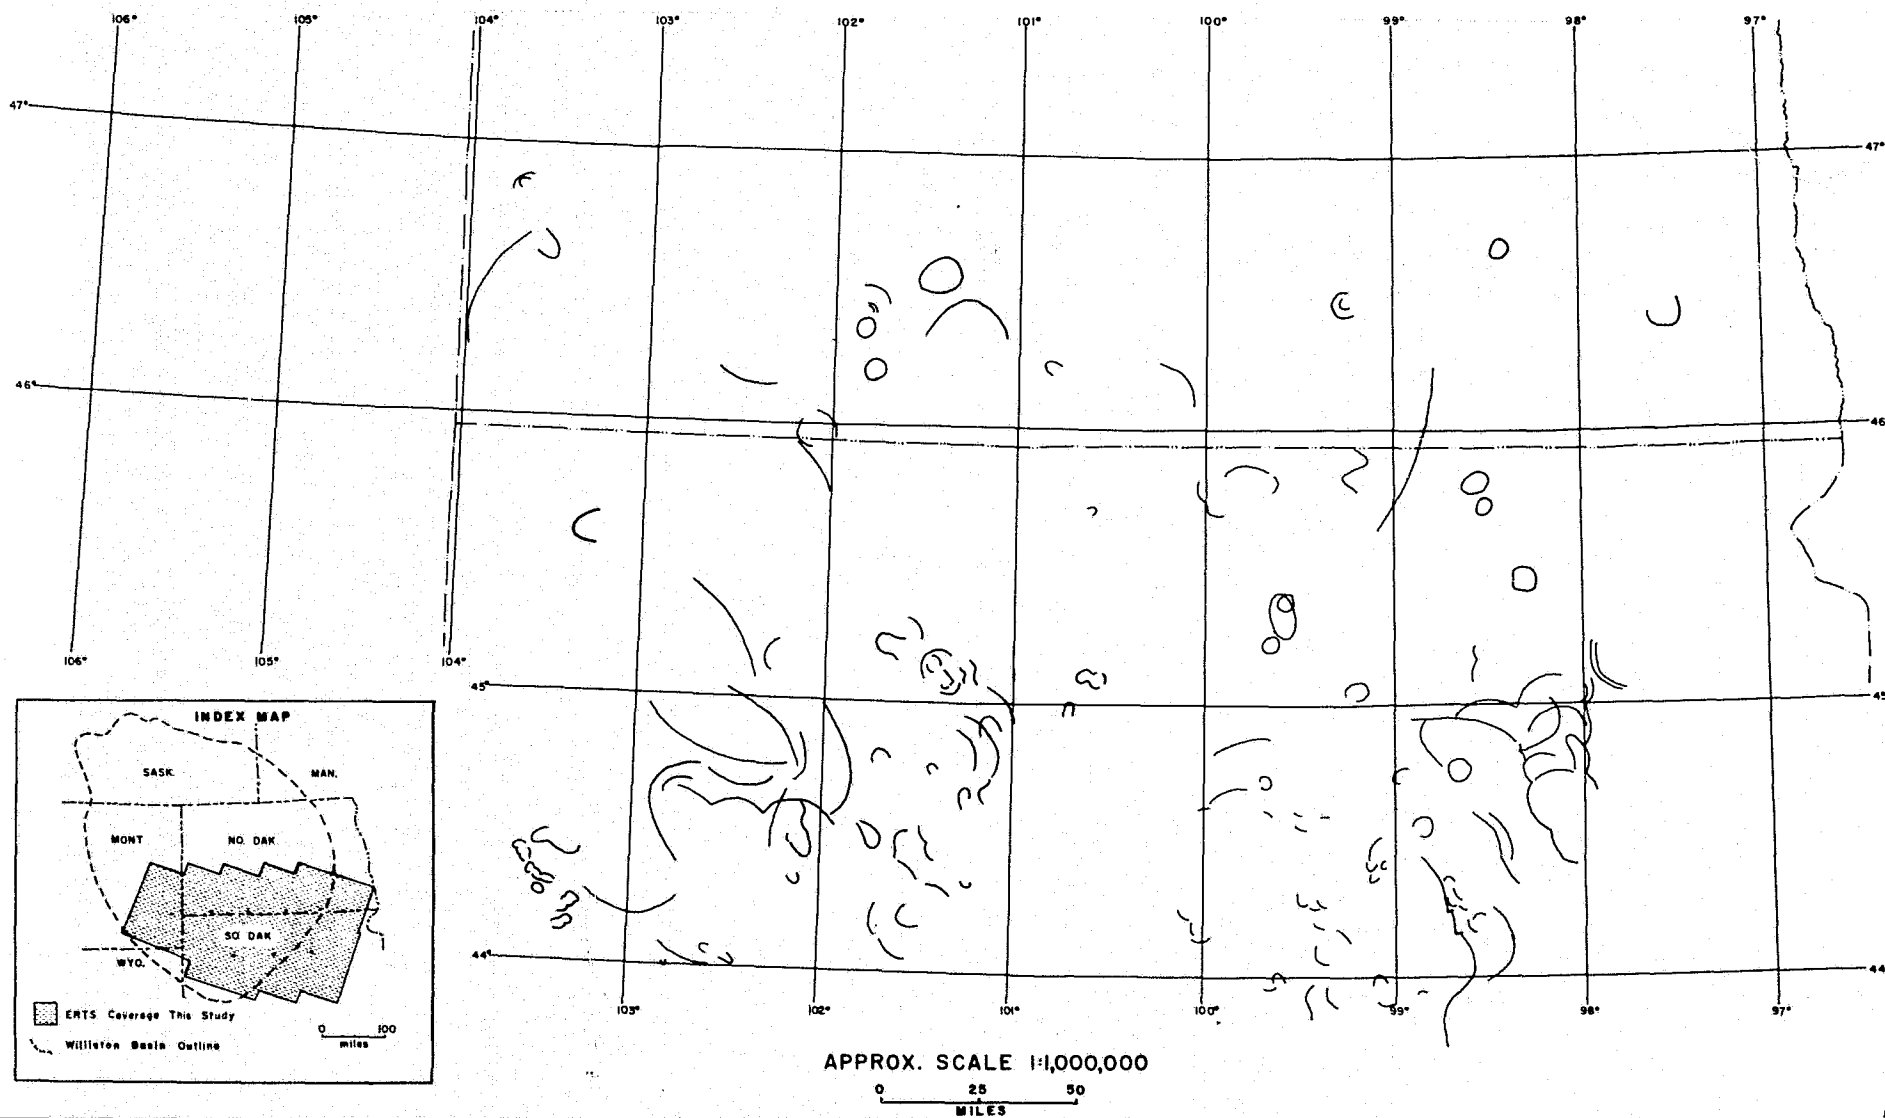 106° 105° 104° 103° 102° 101° 100° 99° 98° 97°
47° 47°
46° 46°
106° 105° 104°
45° 45
INDEX MAP
SASK. MAN.
MONT NO. DAK.
SO. DAK.
WYO.
ERTS Coverage This Study
Williston Basin Outline
0 100
miles
44° 44
103° 102° 101° 100° 99° 98° 97°
APPROX. SCALE 1:1,000,000
0 25 50
MILES